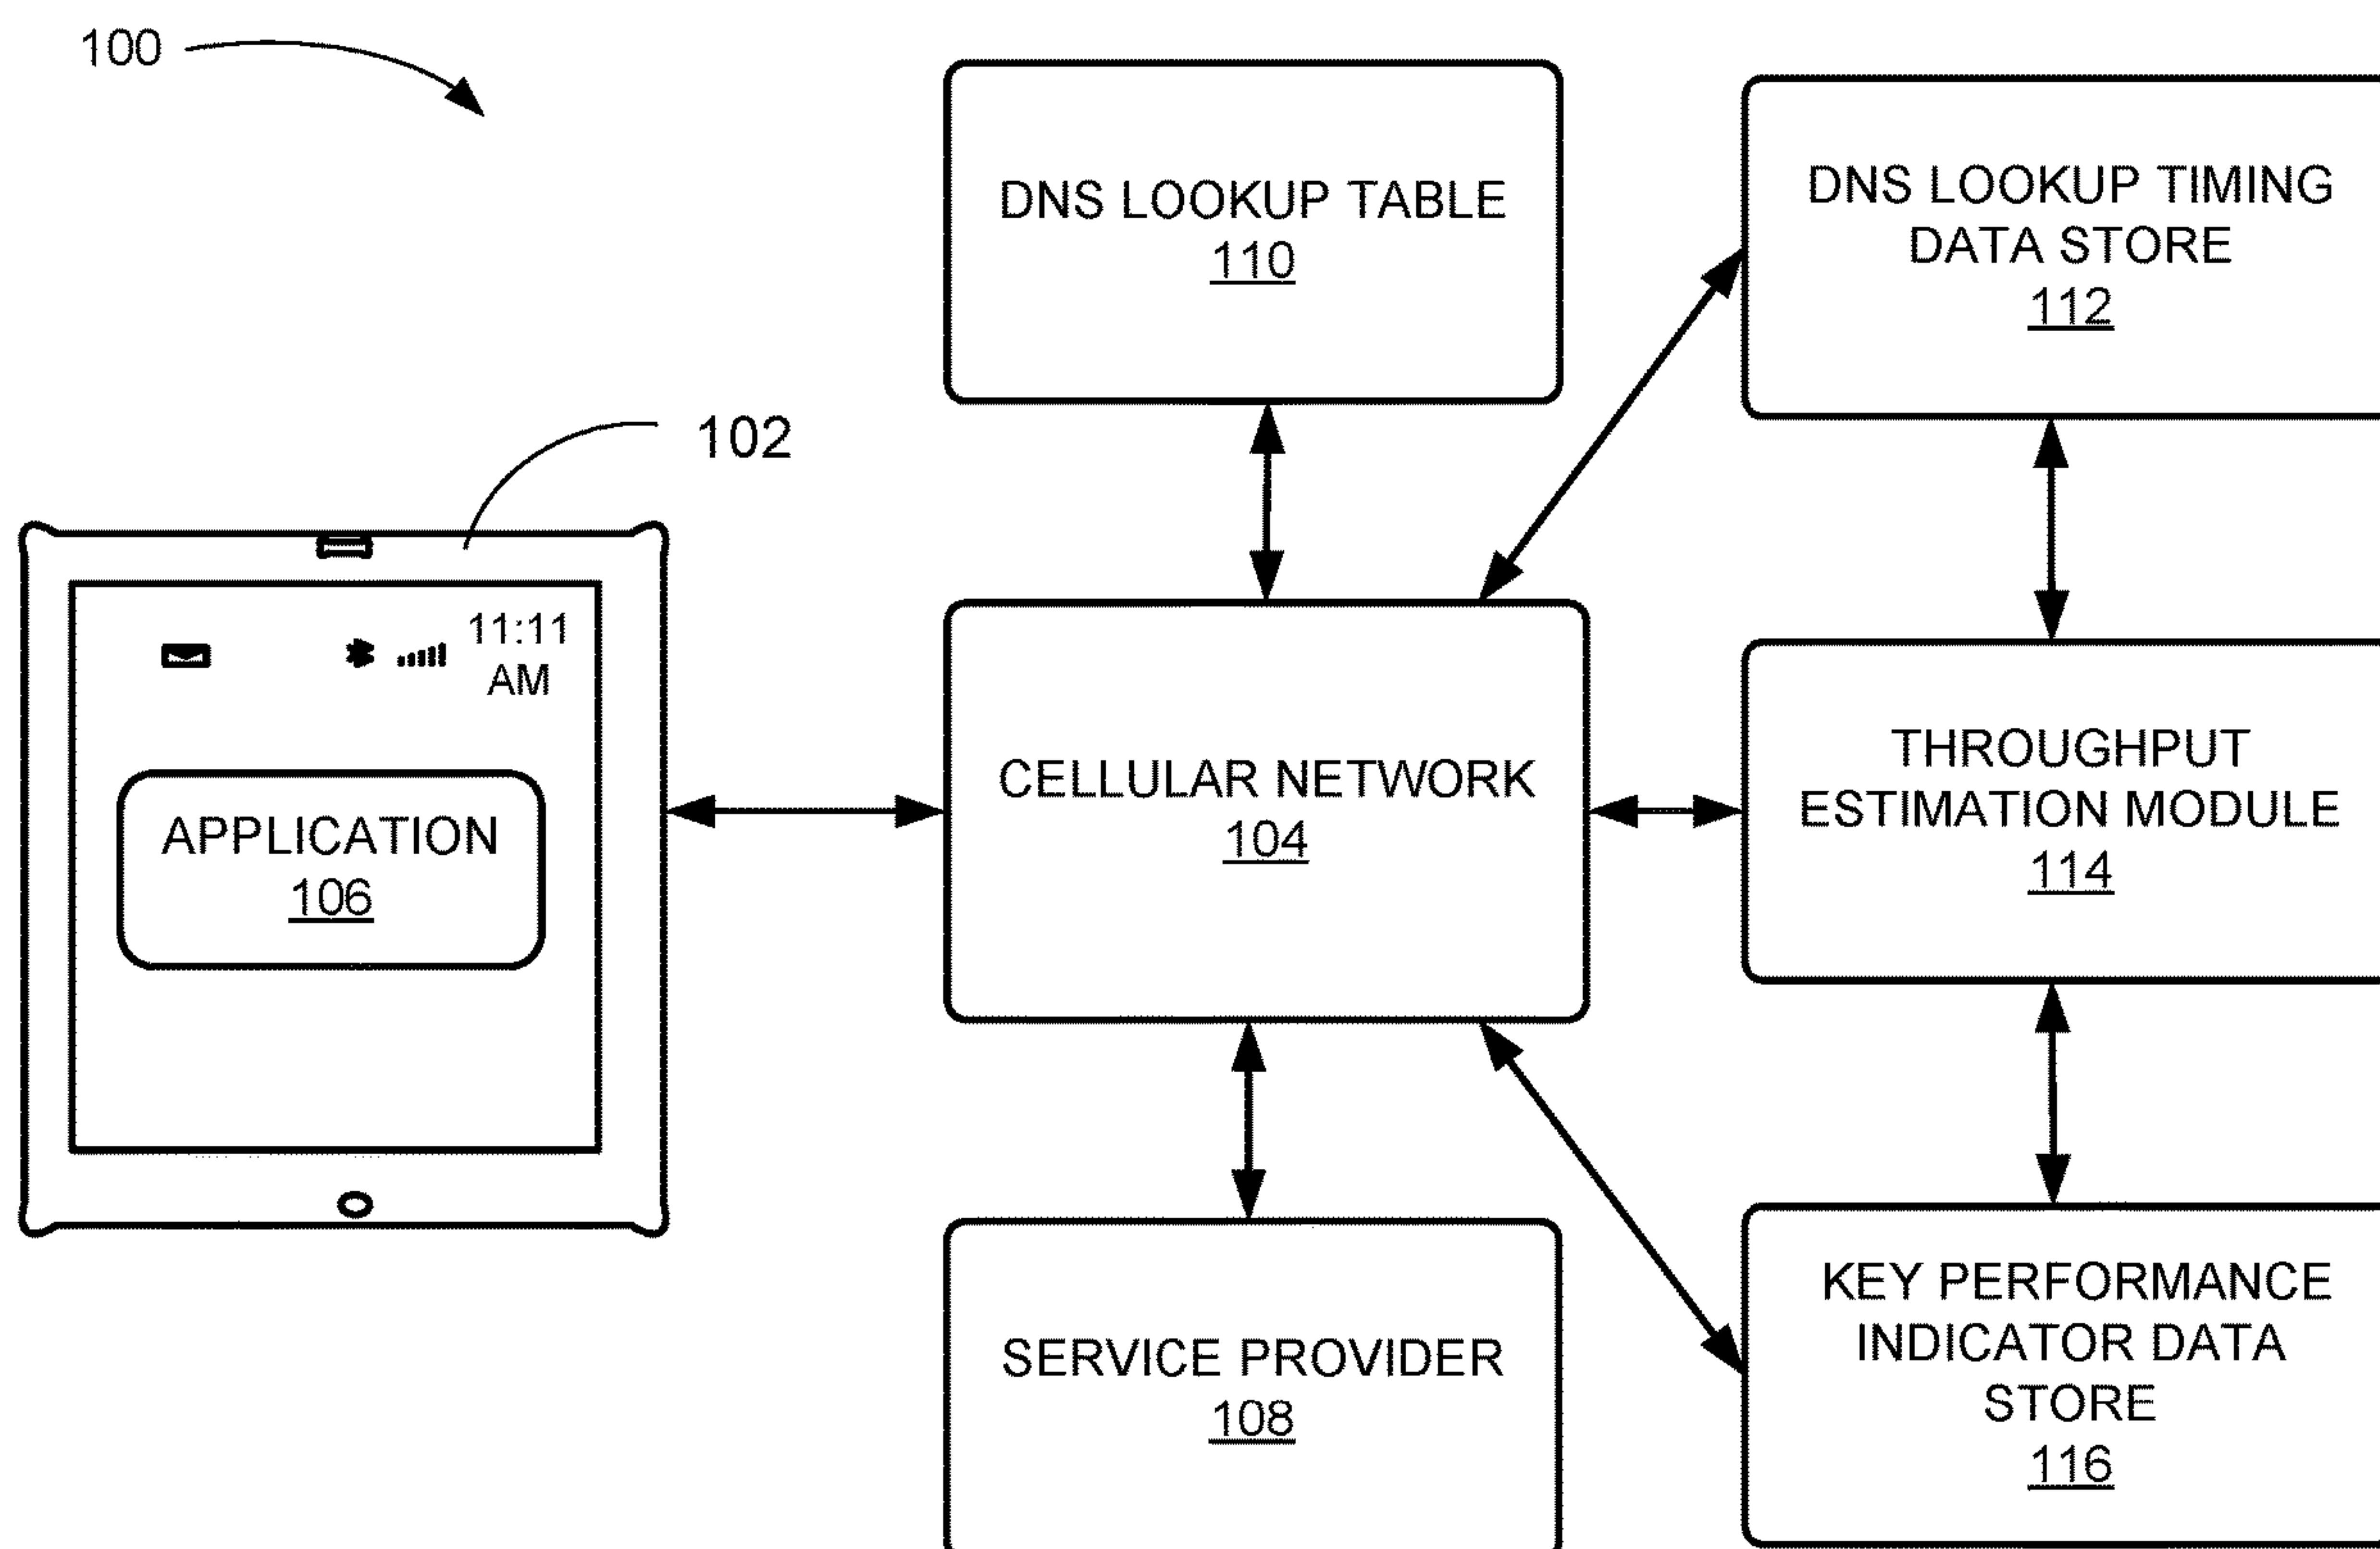 100
DNS LOOKUP TABLE
110
DNS LOOKUP TIMING
DATA STORE
112
102
11:11
AM
APPLICATION
106
CELLULAR NETWORK
104
THROUGHPUT
ESTIMATION MODULE
114
SERVICE PROVIDER
108
KEY PERFORMANCE
INDICATOR DATA
STORE
116